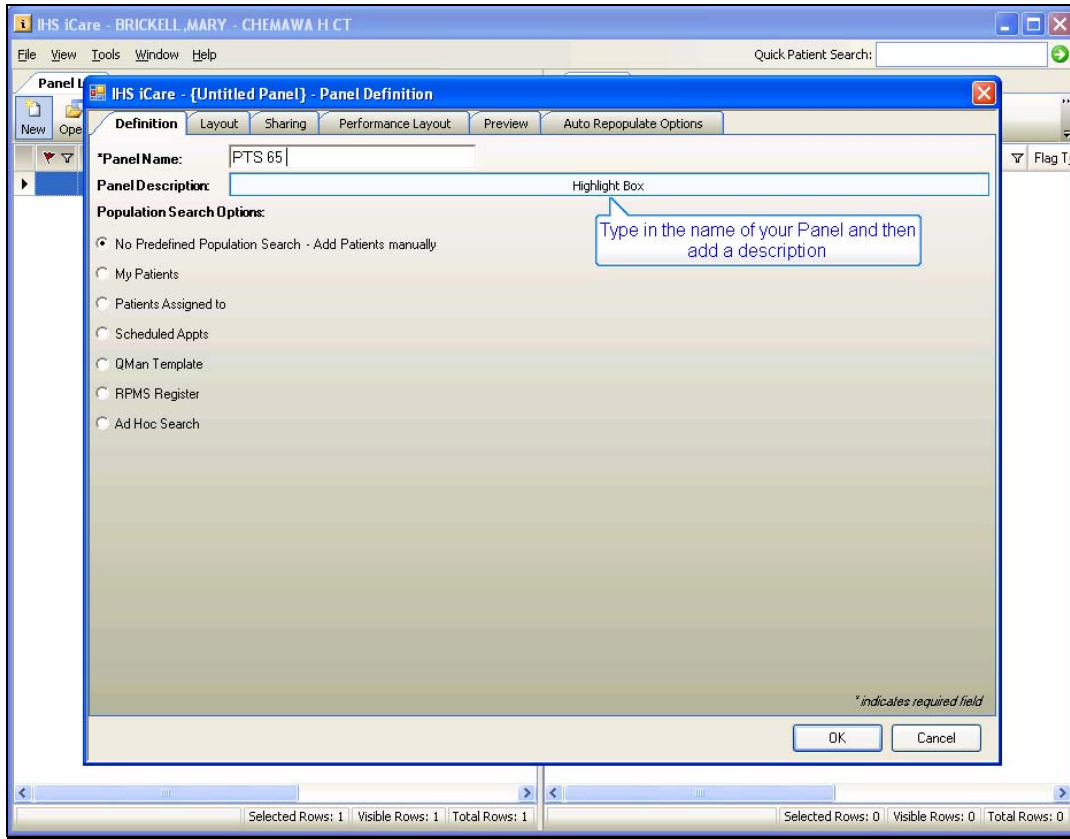 IHS iCare - BRICKELL ,MARY - CHEMAWA H CT
File View Tools Window Help Quick Patient Search:
Panel L
IHS iCare - {Untitled Panel} - Panel Definition
New Ope
Definition Layout Sharing Performance Layout Preview Auto Repopulate Options
*Panel Name: PTS 65
Flag T
Panel Description: Highlight Box
Type in the name of your Panel and then
add a description
Population Search Options:
No Predefined Population Search - Add Patients manually
My Patients
Patients Assigned to
Scheduled Appts
QMan Template
RPMS Register
Ad Hoc Search
* indicates required field
OK Cancel
Selected Rows: 1 Visible Rows: 1 Total Rows: 1 Selected Rows: 0 Visible Rows: 0 Total Rows: 0